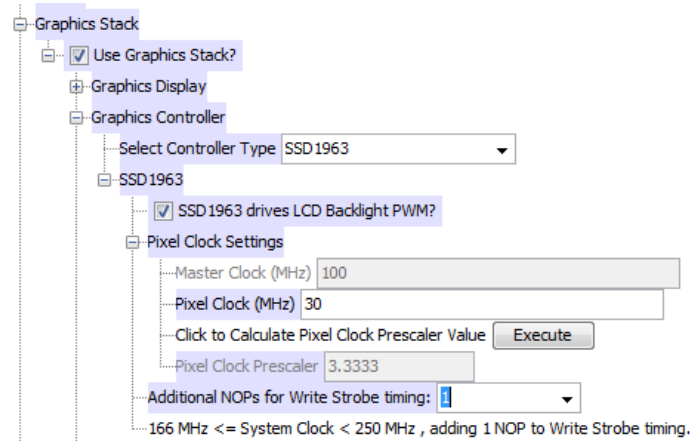 Graphics Stack
Use Graphics Stack?
Graphics Display
Graphics Controller
Select Controller Type SSD1963
SSD1963
SSD1963 drives LCD Backlight PWM?
Pixel Clock Settings
Master Clock (MHz) 100
Pixel Clock (MHz) 30
Click to Calculate Pixel Clock Prescaler Value Execute
Pixel Clock Prescaler 3.3333
Additional NOPs for Write Strobe timing: 1
166 MHz <= System Clock < 250 MHz , adding 1 NOP to Write Strobe timing.